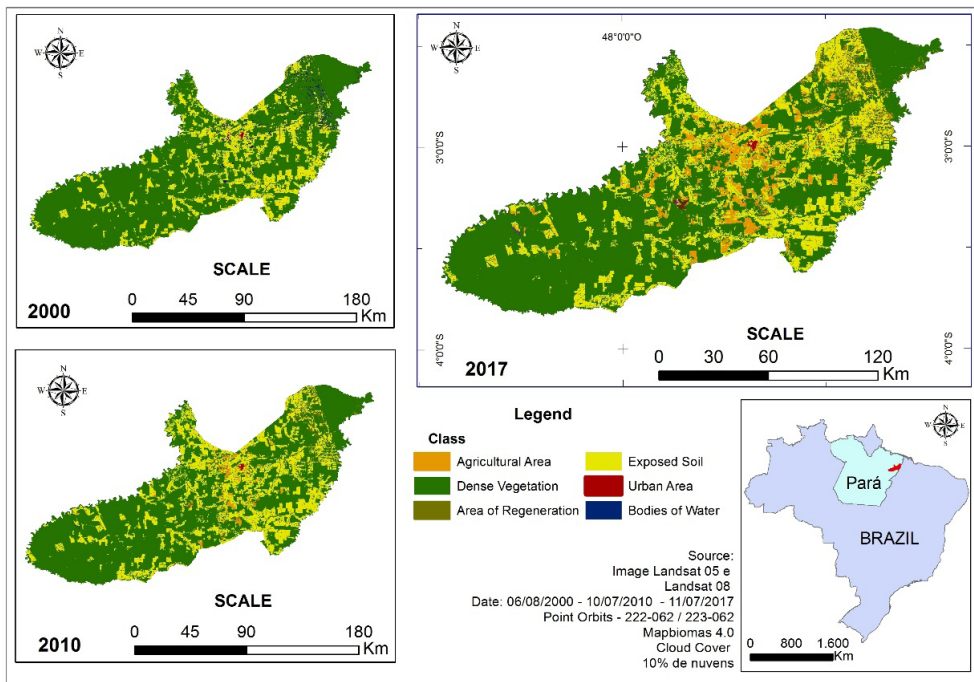 N
W E
S
SCALE
0 45 90 180
Km
2000
N
W E
S
48°0'0"O
3°0'0"S
3°0'0"S
4°0'0"S
4°0'0"S
SCALE
0 30 60 120
Km
2017
N
W E
S
SCALE
0 80 90 180
Km
2010
Legend
Class
Agricultural Area
Exposed Soil
Dense Vegetation
Urban Area
Area of Regeneration
Bodies of Water
Source:
Image Landsat 05 e
Landsat 08
Date: 06/08/2000 - 10/07/2010 - 11/07/2017
Point Orbits - 222-062 / 223-062
Mapbiomas 4.0
Cloud Cover
10% de nuvens
N
W E
S
Pará
BRAZIL
0 800 1.600
Km